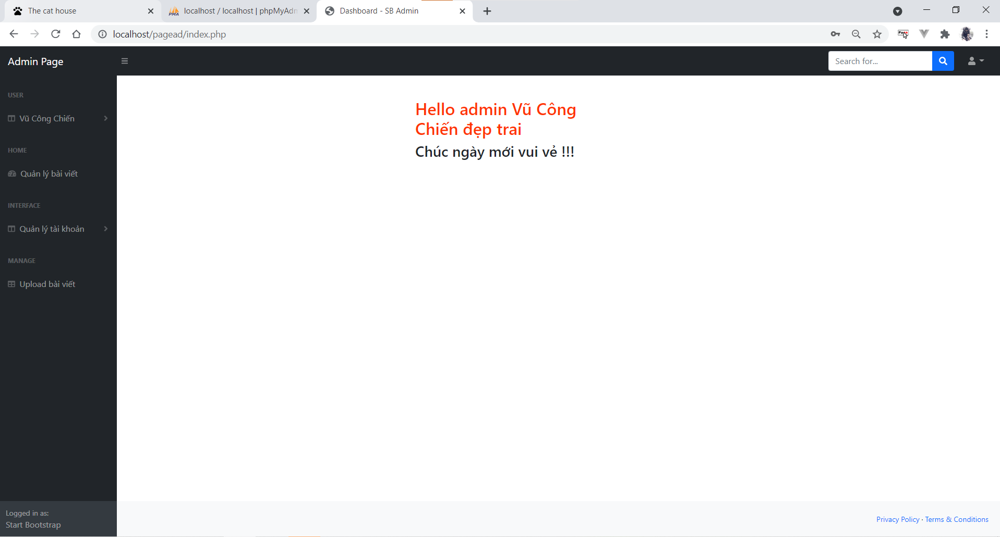 The cat house
localhost / localhost | phpMyAdm
Dashboard - SB Admin
localhost/pagead/index.php
Admin Page
Search for...
USER
Vũ Công Chiến
HOME
Quản lý bài viết
INTERFACE
Quản lý tài khoản
MANAGE
Upload bài viết
Hello admin Vũ Công
Chiến đẹp trai
Chúc ngày mới vui vẻ !!!
Logged in as:
Start Bootstrap
Privacy Policy · Terms & Conditions